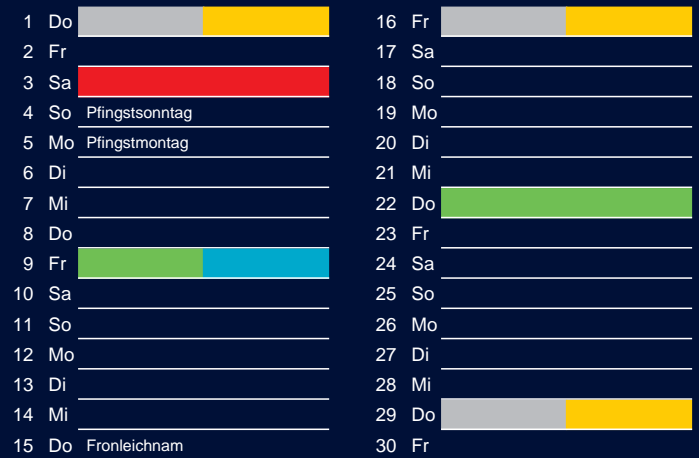 1 Do
2 Fr
3 Sa
4 So Pfingstsonntag
5 Mo Pfingstmontag
6 Di
7 Mi
8 Do
9 Fr
10 Sa
11 So
12 Mo
13 Di
14 Mi
15 Do Fronleichnam
16 Fr
17 Sa
18 So
19 Mo
20 Di
21 Mi
22 Do
23 Fr
24 Sa
25 So
26 Mo
27 Di
28 Mi
29 Do
30 Fr